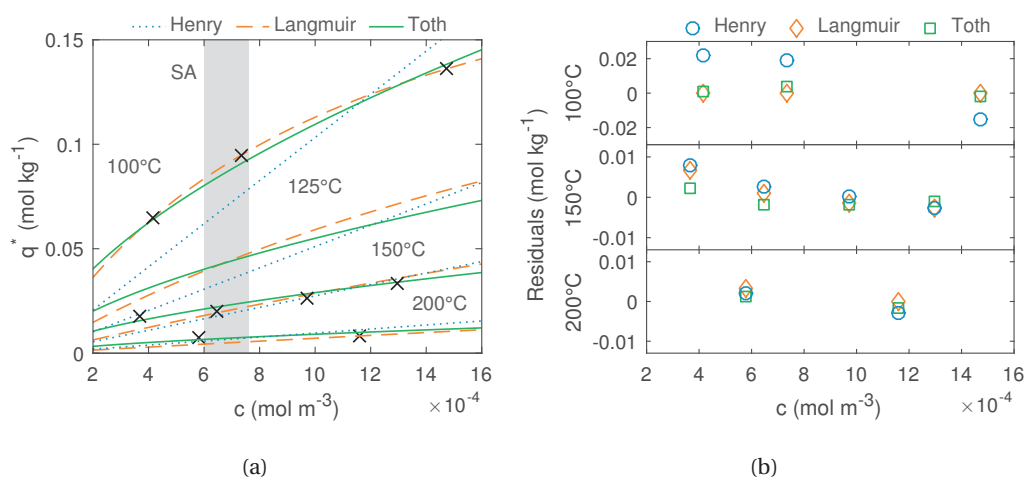 Henry Langmuir Toth
0.15
0.1
0.05
0
q* (mol kg⁻¹)
SA
100°C
125°C
150°C
200°C
2 4 6 8 10 12 14 16
c (mol m⁻³)
× 10⁻⁴
(a)
Henry Langmuir Toth
Residuals (mol kg⁻¹)
100°C
0.02
0
-0.02
150°C
0.01
0
-0.01
200°C
0.01
0
-0.01
2 4 6 8 10 12 14 16
c (mol m⁻³)
× 10⁻⁴
(b)